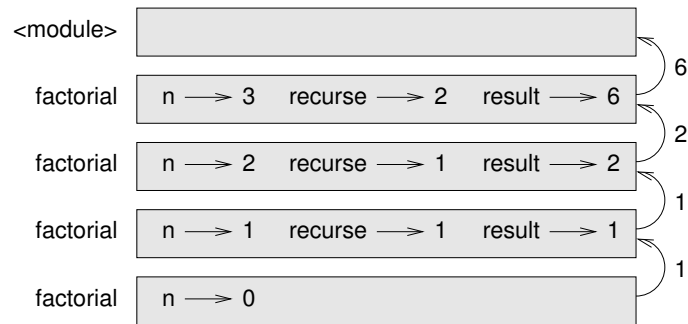 <module>
6
factorial n 3 recurse 2 result 6
2
factorial n 2 recurse 1 result 2
1
factorial n 1 recurse 1 result 1
1
factorial n 0